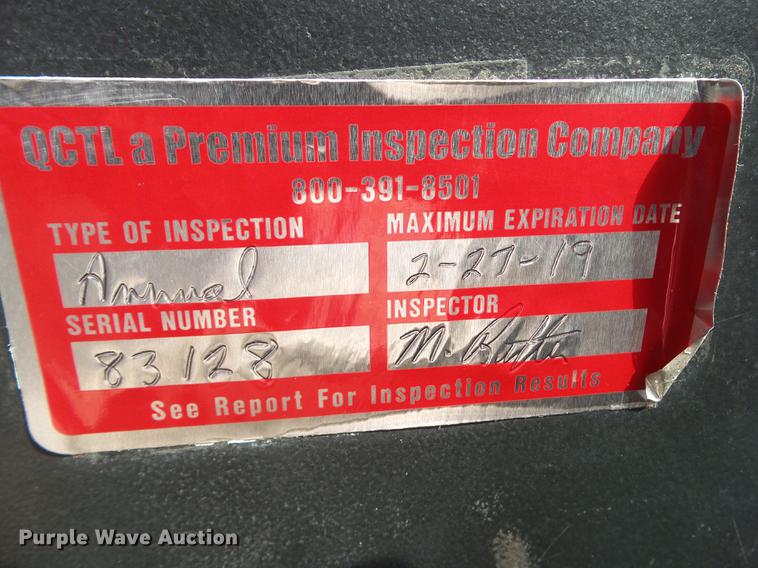 QCTL a Premium Inspection Company
800-391-8501
TYPE OF INSPECTION
MAXIMUM EXPIRATION DATE
Annual
2-27-19
SERIAL NUMBER
INSPECTOR
83128
M.
See Report For Inspection Results
Purple Wave Auction